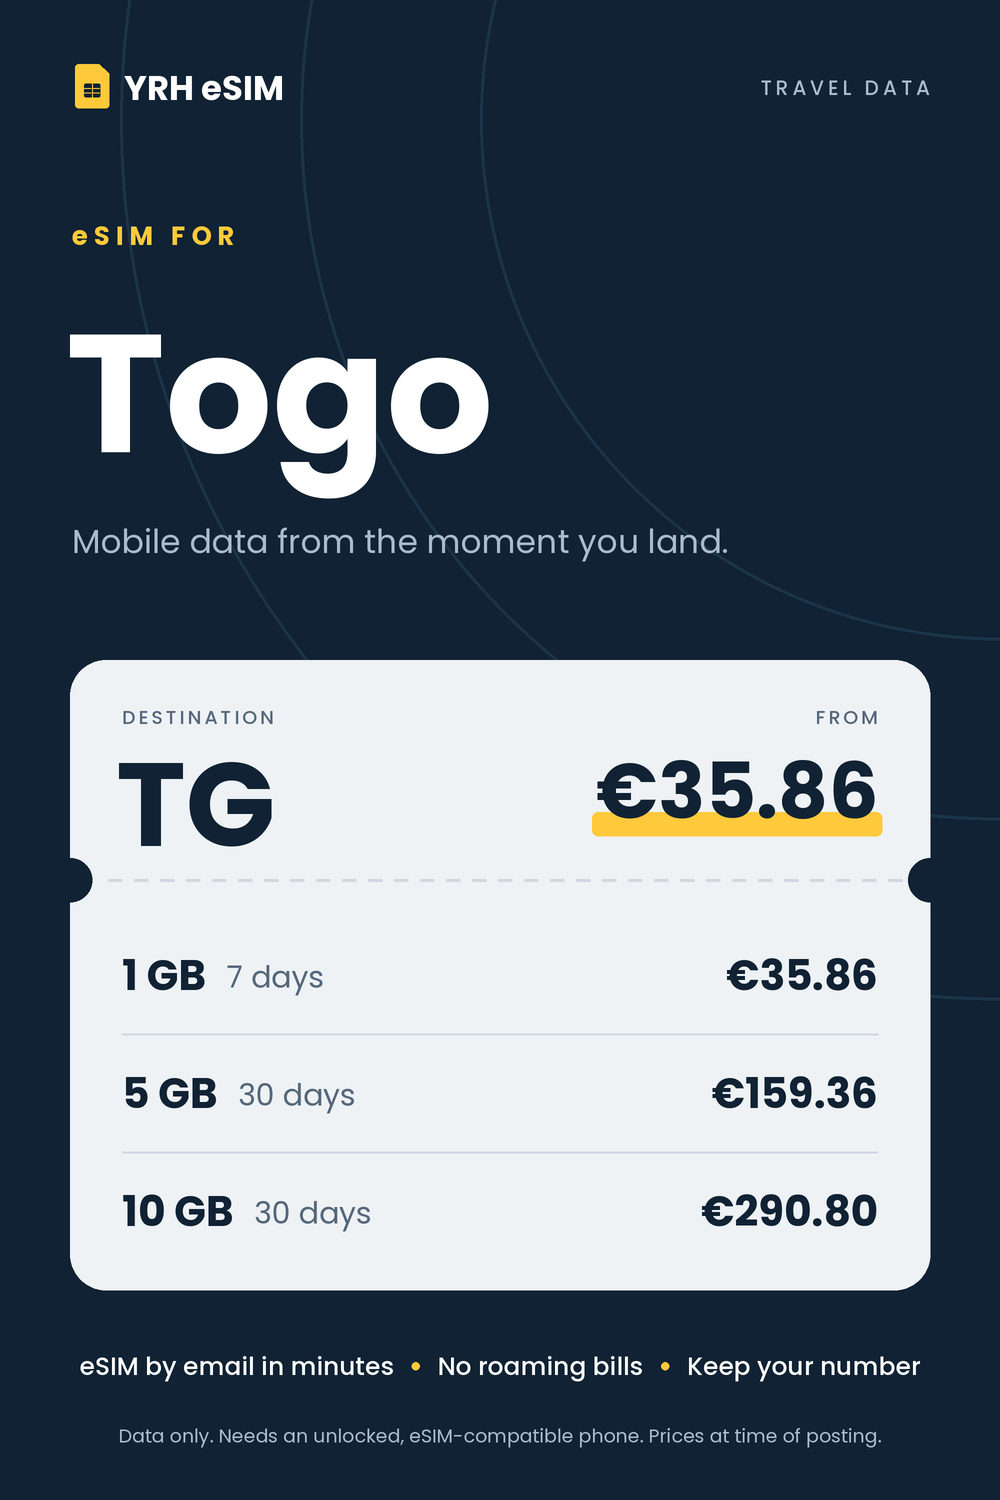 YRH eSIM
TRAVEL DATA
eSIM FOR
Togo
Mobile data from the moment you land.
DESTINATION
FROM
TG
€35.86
1 GB 7 days €35.86
5 GB 30 days €159.36
10 GB 30 days €290.80
eSIM by email in minutes • No roaming bills • Keep your number
Data only. Needs an unlocked, eSIM-compatible phone. Prices at time of posting.